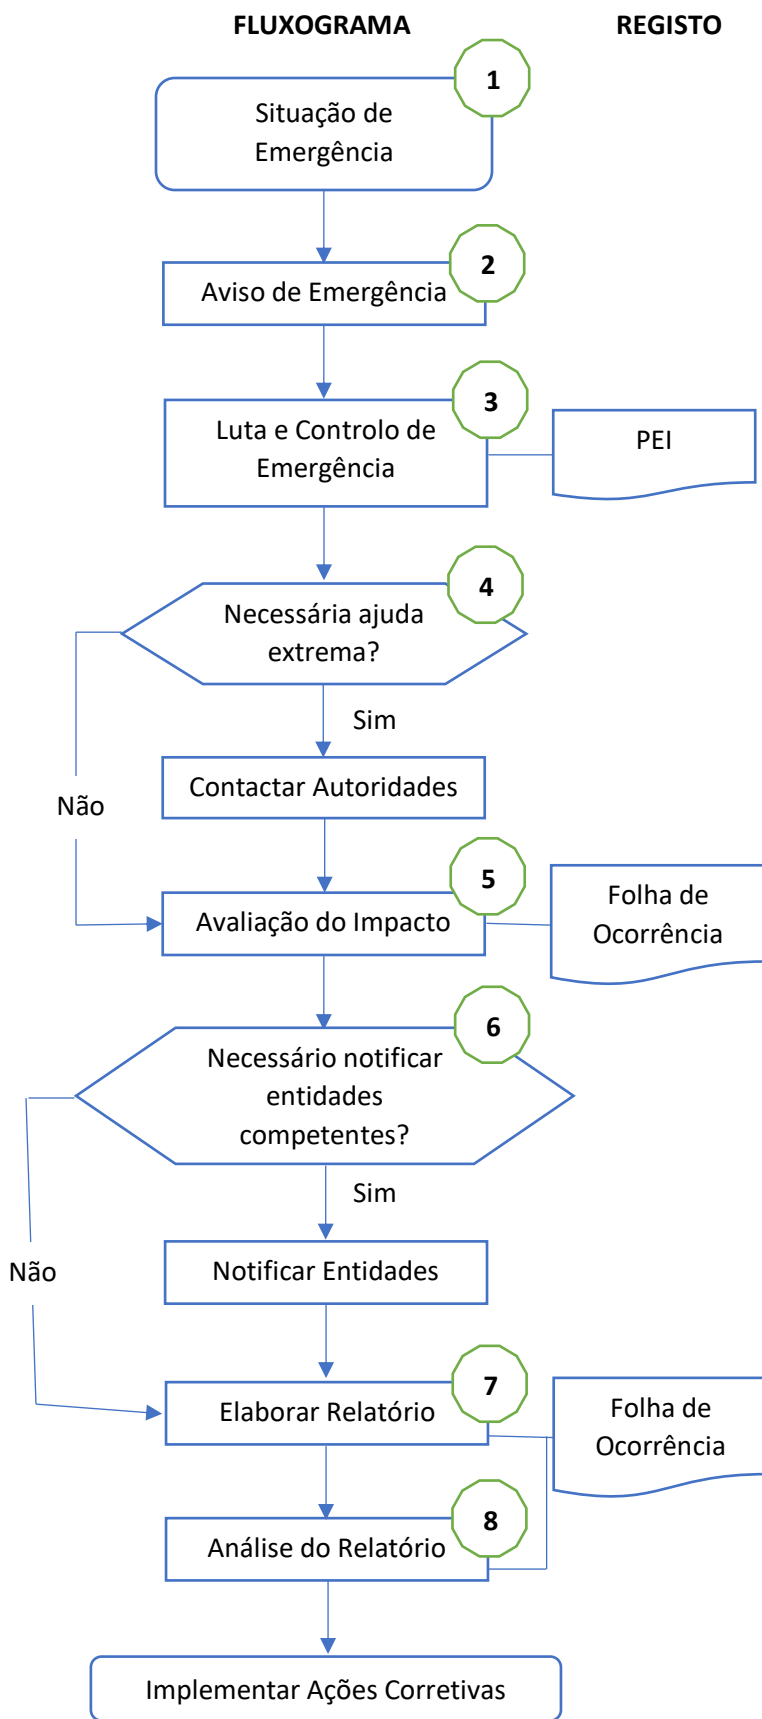 FLUXOGRAMA
REGISTO
1
Situação de
Emergência
2
Aviso de Emergência
3
Luta e Controlo de
Emergência
PEI
4
Necessária ajuda
extrema?
Sim
Contactar Autoridades
Não
5
Avaliação do Impacto
Folha de
Ocorrência
6
Necessário notificar
entidades
competentes?
Sim
Notificar Entidades
Não
7
Elaborar Relatório
Folha de
Ocorrência
8
Análise do Relatório
Implementar Ações Corretivas